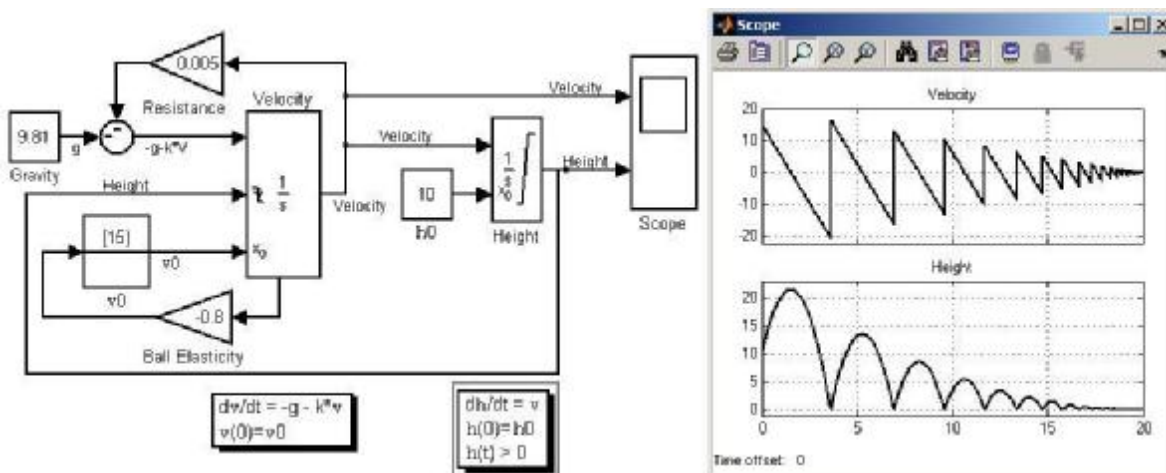 0.005
Resistance
9.81
g
Gravity
-g-k*V
Velocity
1
s
Velocity
Height
[15]
v0
v0
x0
-0.8
Ball Elasticity
Velocity
10
h0
Height
Velocity
Height
Scope
dv/dt = -g - k*v
v(0)=v0
dh/dt = v
h(0)=h0
h(t) > 0
Scope
Velocity
20
10
0
-10
-20
Height
20
15
10
5
0
0 5 10 15 20
Time offset: 0